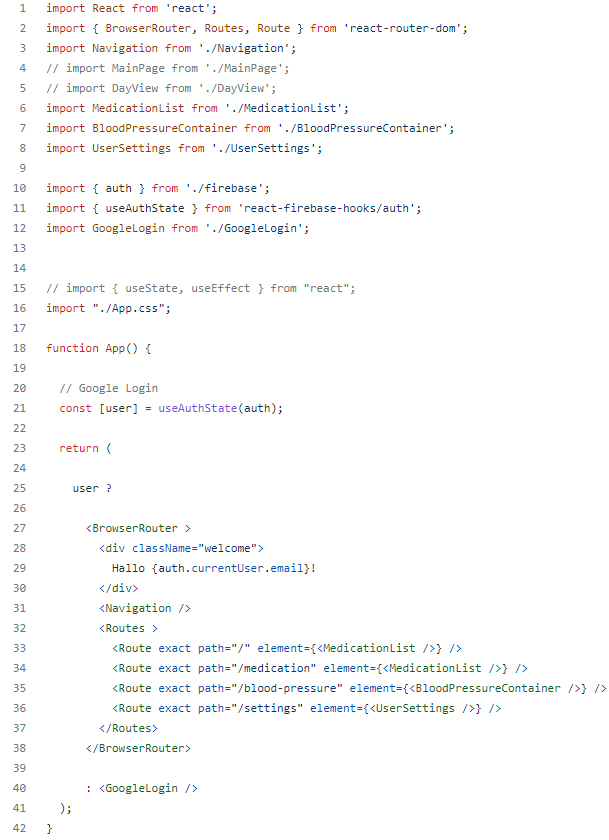 1 import React from 'react';
2 import { BrowserRouter, Routes, Route } from 'react-router-dom';
3 import Navigation from './Navigation';
4 // import MainPage from './MainPage';
5 // import DayView from './DayView';
6 import MedicationList from './MedicationList';
7 import BloodPressureContainer from './BloodPressureContainer';
8 import UserSettings from './UserSettings';
9
10 import { auth } from './firebase';
11 import { useAuthState } from 'react-firebase-hooks/auth';
12 import GoogleLogin from './GoogleLogin';
13
14
15 // import { useState, useEffect } from "react";
16 import "./App.css";
17
18 function App() {
19
20 // Google Login
21 const [user] = useAuthState(auth);
22
23 return (
24
25 user ?
26
27 <BrowserRouter >
28 <div className="welcome">
29 Hallo {auth.currentUser.email}!
30 </div>
31 <Navigation />
32 <Routes >
33 <Route exact path="/" element={<MedicationList />} />
34 <Route exact path="/medication" element={<MedicationList />} />
35 <Route exact path="/blood-pressure" element={<BloodPressureContainer />} />
36 <Route exact path="/settings" element={<UserSettings />} />
37 </Routes>
38 </BrowserRouter>
39
40 : <GoogleLogin />
41 );
42 }